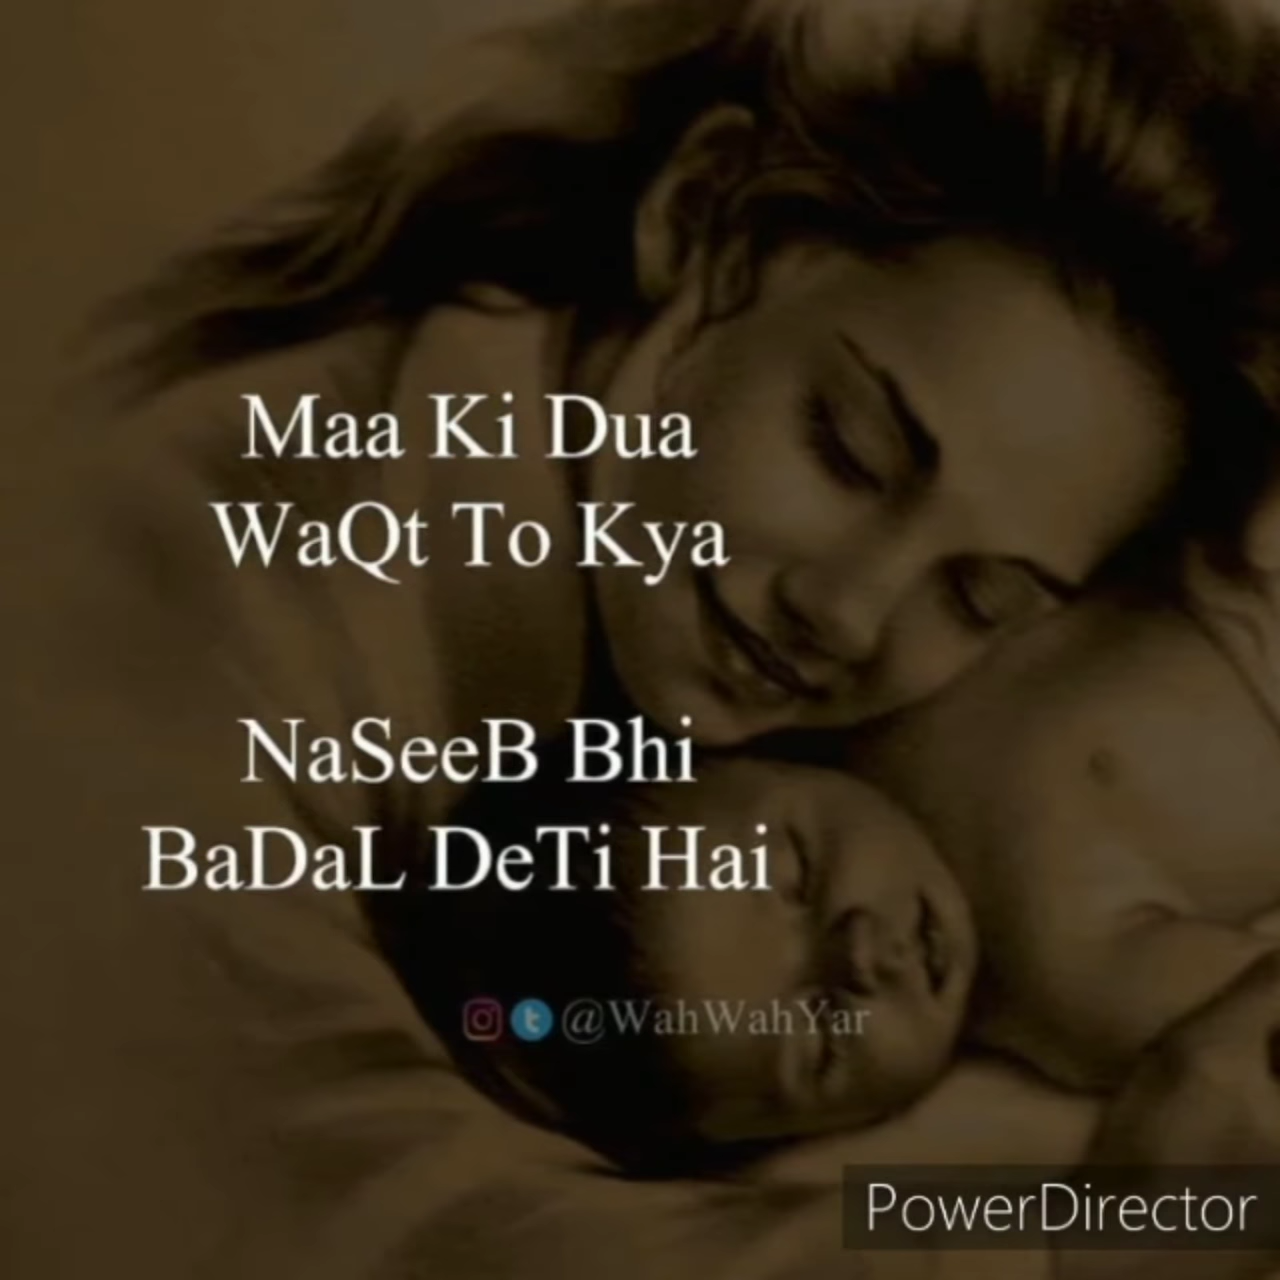 Maa Ki Dua
WaQt To Kya
NaSeeB Bhi
BaDaL DeTi Hai
@WahWahYar
PowerDirector